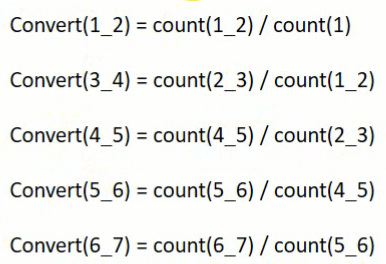 Convert(1_2) = count(1_2) / count(1)
Convert(3_4) = count(2_3) / count(1_2)
Convert(4_5) = count(4_5) / count(2_3)
Convert(5_6) = count(5_6) / count(4_5)
Convert(6_7) = count(6_7) / count(5_6)